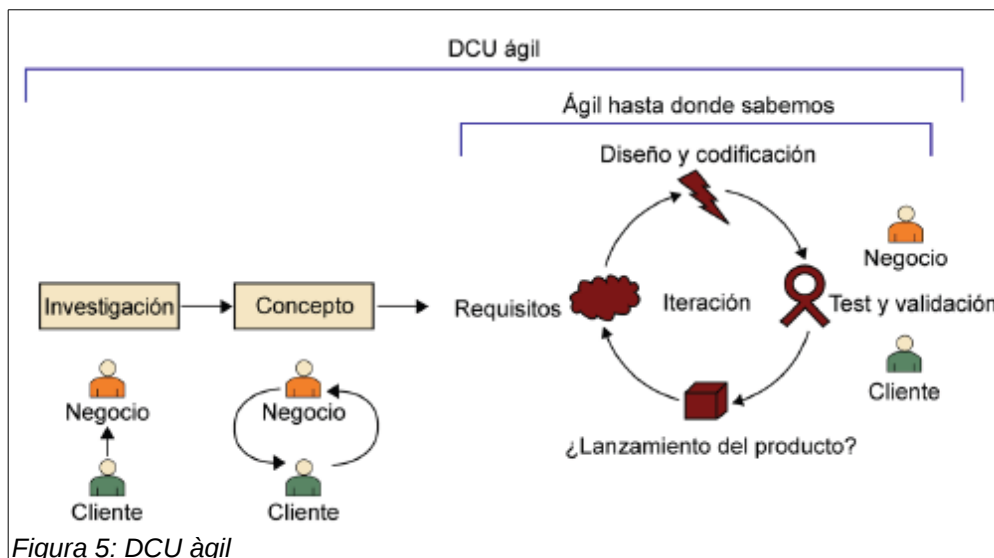 DCU ágil
Ágil hasta donde sabemos
Diseño y codificación
Negocio
Investigación
Concepto
Requisitos
Iteración
Test y validación
Negocio
Negocio
Cliente
¿Lanzamiento del producto?
Cliente
Cliente
Figura 5: DCU àgil